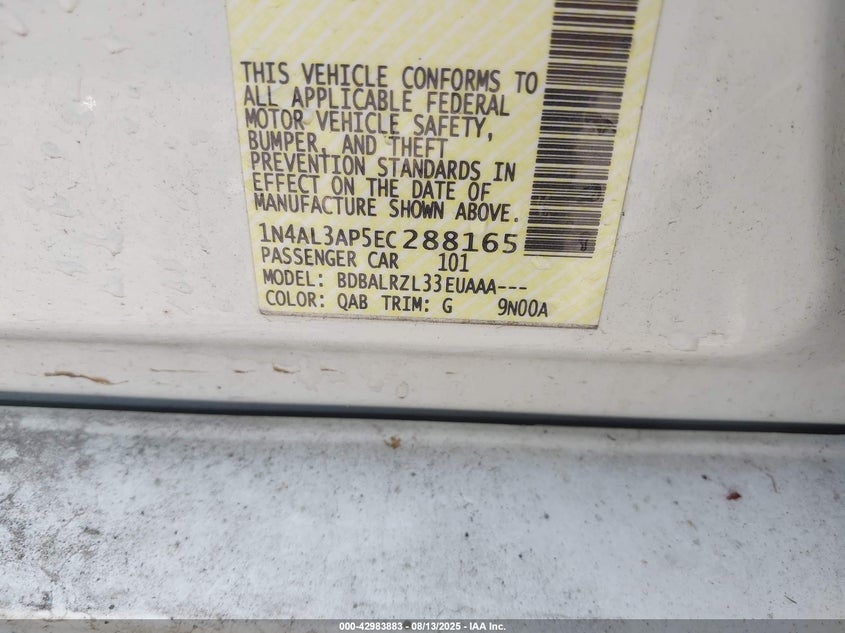 THIS VEHICLE CONFORMS TO
ALL APPLICABLE FEDERAL
MOTOR VEHICLE SAFETY,
BUMPER, AND THEFT
PREVENTION STANDARDS IN
EFFECT ON THE DATE OF
MANUFACTURE SHOWN ABOVE.
1N4AL3AP5EC288165
PASSENGER CAR 101
MODEL: BDBALRZL33EUAAA---
COLOR: QAB TRIM: G 9N00A
000-42983883 - 08/13/2025 - IAA Inc.